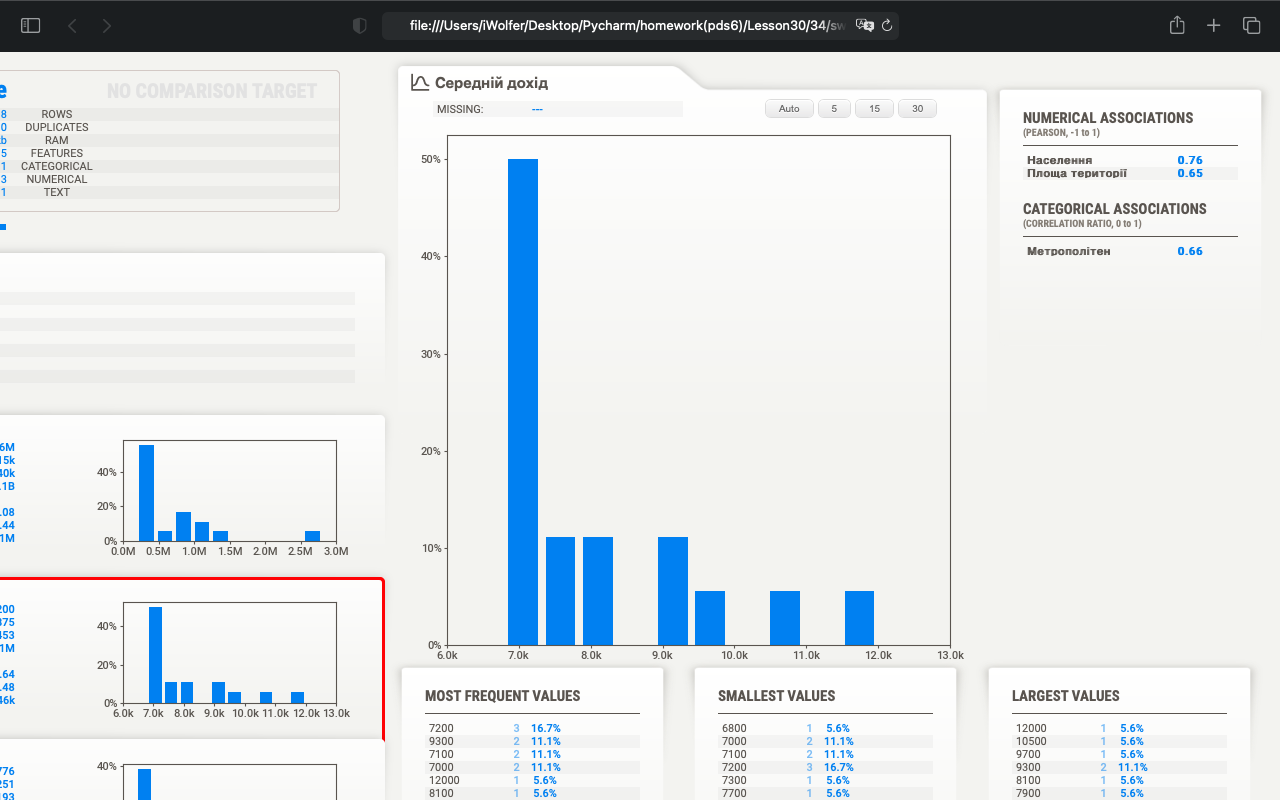 file:///Users/iWolfer/Desktop/Pycharm/homework(pds6)/Lesson30/34/sw
NO COMPARISON TARGET
8 ROWS
0 DUPLICATES
b RAM
5 FEATURES
1 CATEGORICAL
3 NUMERICAL
1 TEXT
6M
15k
40k
.1B
.08
.44
1M
40%
20%
0%
0.0M 0.5M 1.0M 1.5M 2.0M 2.5M 3.0M
200
375
453
1M
.64
.48
46k
40%
20%
0%
6.0k 7.0k 8.0k 9.0k 10.0k 11.0k 12.0k 13.0k
776
251
193
40%
Середній дохід
MISSING: ---
Auto 5 15 30
50%
40%
30%
20%
10%
0%
6.0k 7.0k 8.0k 9.0k 10.0k 11.0k 12.0k 13.0k
NUMERICAL ASSOCIATIONS
(PEARSON, -1 to 1)
Населення 0.76
Площа території 0.65
CATEGORICAL ASSOCIATIONS
(CORRELATION RATIO, 0 to 1)
Метрополітен 0.66
MOST FREQUENT VALUES
7200 3 16.7%
9300 2 11.1%
7100 2 11.1%
7000 2 11.1%
12000 1 5.6%
8100 1 5.6%
SMALLEST VALUES
6800 1 5.6%
7000 2 11.1%
7100 2 11.1%
7200 3 16.7%
7300 1 5.6%
7700 1 5.6%
LARGEST VALUES
12000 1 5.6%
10500 1 5.6%
9700 1 5.6%
9300 2 11.1%
8100 1 5.6%
7900 1 5.6%